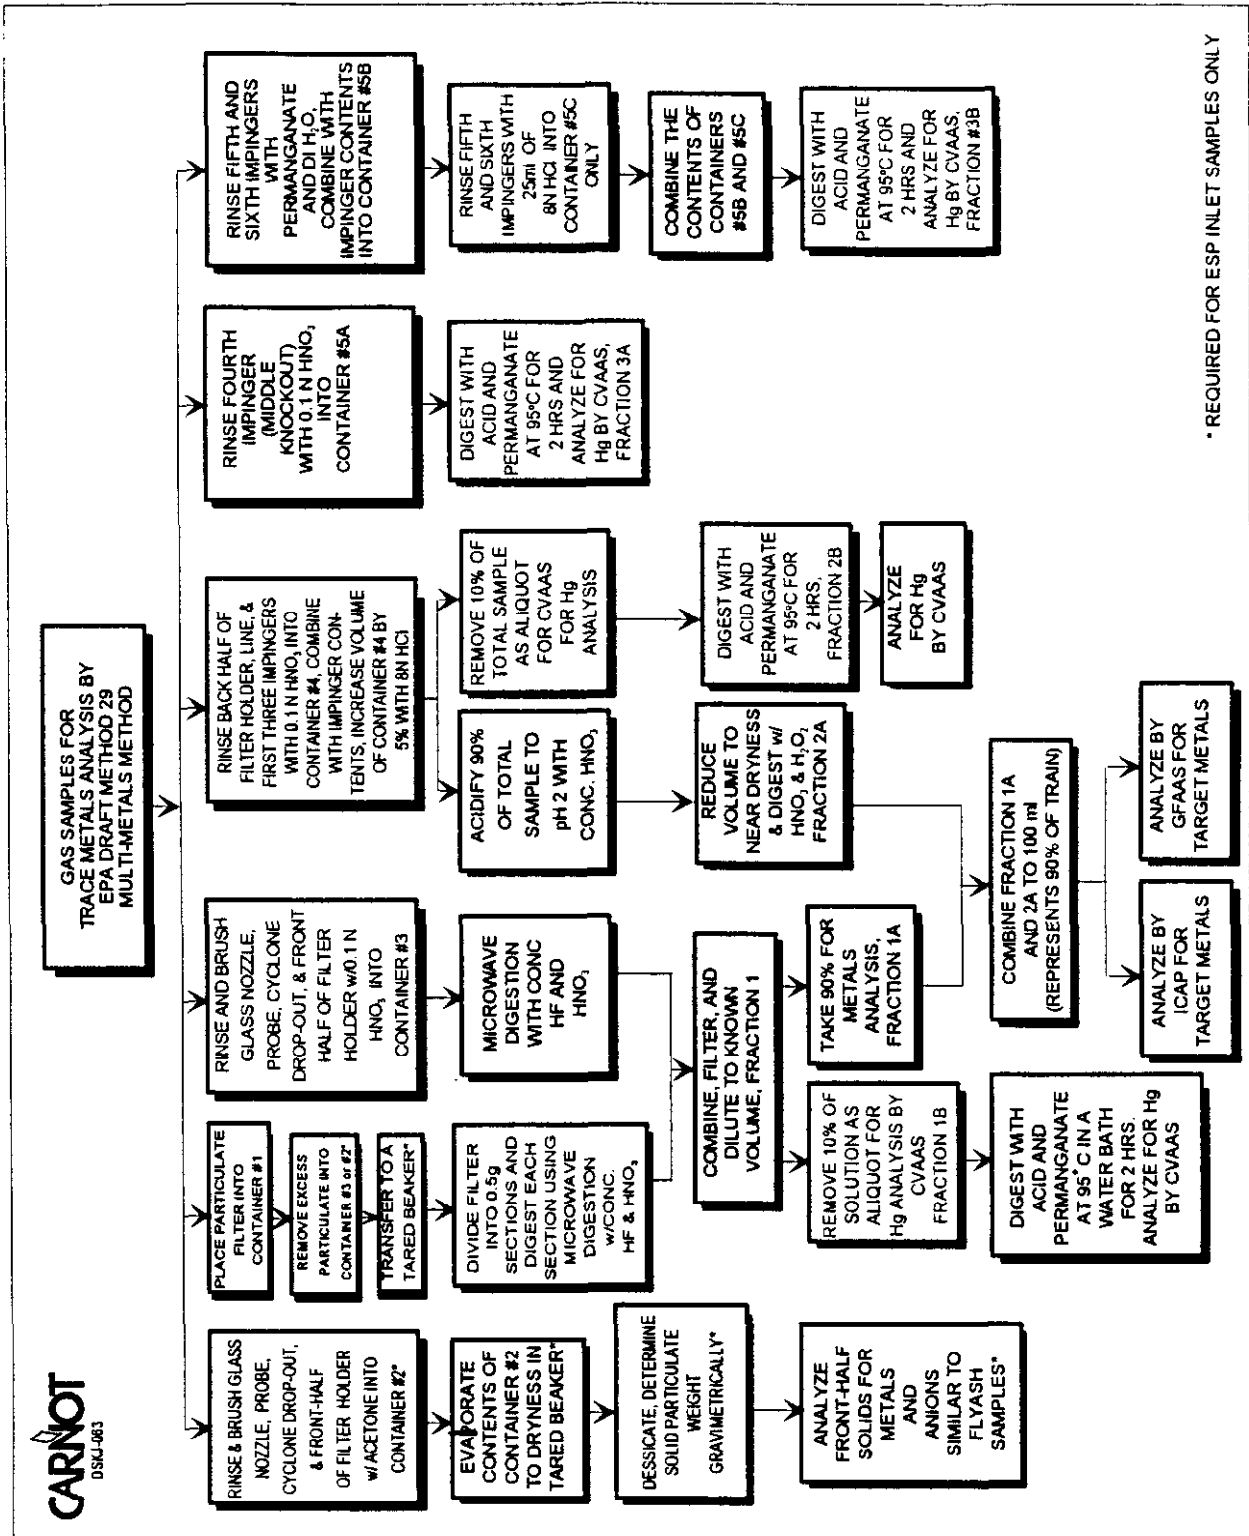 CARNOT
DSKJ-063
GAS SAMPLES FOR
TRACE METALS ANALYSIS BY
EPA DRAFT METHOD 29
MULTI-METALS METHOD
RINSE & BRUSH GLASS
NOZZLE, PROBE,
CYCLONE DROP-OUT,
& FRONT-HALF
OF FILTER HOLDER
W/ ACETONE INTO
CONTAINER #2*
EVAPORATE
CONTENTS OF
CONTAINER #2
TO DRYNESS IN
TARED BEAKER*
DESSICATE, DETERMINE
SOLID PARTICULATE
WEIGHT
GRAVIMETRICALLY*
ANALYZE
FRONT-HALF
SOLIDS FOR
METALS
AND
ANIONS
SIMILAR TO
FLYASH
SAMPLES*
PLACE PARTICULATE
FILTER INTO
CONTAINER #1
REMOVE EXCESS
PARTICULATE INTO
CONTAINER #3 or #2*
TRANSFER TO A
TARED BEAKER*
DIVIDE FILTER
INTO 0.5g
SECTIONS AND
DIGEST EACH
SECTION USING
MICROWAVE
DIGESTION
w/CONC.
HF & HNO₃
RINSE AND BRUSH
GLASS NOZZLE,
PROBE, CYCLONE
DROP-OUT, & FRONT
HALF OF FILTER
HOLDER w/0.1 N
HNO₃ INTO
CONTAINER #3
MICROWAVE
DIGESTION
WITH CONC
HF AND
HNO₃
COMBINE, FILTER, AND
DILUTE TO KNOWN
VOLUME, FRACTION 1
REMOVE 10% OF
SOLUTION AS
ALIQUOT FOR
Hg ANALYSIS BY
CVAAS
FRACTION 1B
DIGEST WITH
ACID AND
PERMANGANATE
AT 95° C IN A
WATER BATH
FOR 2 HRS.
ANALYZE FOR Hg
BY CVAAS
TAKE 90% FOR
METALS
ANALYSIS,
FRACTION 1A
RINSE BACK HALF OF
FILTER HOLDER, LINE, &
FIRST THREE IMPINGERS
WITH 0.1 N HNO₃ INTO
CONTAINER #4, COMBINE
WITH IMPINGER CON-
TENTS, INCREASE VOLUME
OF CONTAINER #4 BY
5% WITH 8N HCl
ACIDIFY 90%
OF TOTAL
SAMPLE TO
pH 2 WITH
CONC. HNO₃
REDUCE
VOLUME TO
NEAR DRYNESS
& DIGEST w/
HNO₃ & H₂O₂
FRACTION 2A
COMBINE FRACTION 1A
AND 2A TO 100 ml
(REPRESENTS 90% OF TRAIN)
ANALYZE BY
ICAP FOR
TARGET METALS
ANALYZE BY
GFAAS FOR
TARGET METALS
REMOVE 10% OF
TOTAL SAMPLE
AS ALIQUOT
FOR CVAAS
FOR Hg
ANALYSIS
DIGEST WITH
ACID AND
PERMANGANATE
AT 95°C FOR
2 HRS,
FRACTION 2B
ANALYZE
FOR Hg
BY CVAAS
RINSE FOURTH
IMPINGER
(MIDDLE
KNOCKOUT)
WITH 0.1 N HNO₃
INTO
CONTAINER #5A
DIGEST WITH
ACID AND
PERMANGANATE
AT 95°C FOR
2 HRS AND
ANALYZE FOR
Hg BY CVAAS,
FRACTION 3A
RINSE FIFTH AND
SIXTH IMPINGERS
WITH
PERMANGANATE
AND DI H₂O,
COMBINE WITH
IMPINGER CONTENTS
INTO CONTAINER #5B
RINSE FIFTH
AND SIXTH
IMPINGERS WITH
25ml OF
8N HCl INTO
CONTAINER #5C
ONLY
COMBINE THE
CONTENTS OF
CONTAINERS
#5B AND #5C
DIGEST WITH
ACID AND
PERMANGANATE
AT 95°C FOR
2 HRS AND
ANALYZE FOR
Hg BY CVAAS,
FRACTION #3B
* REQUIRED FOR ESP INLET SAMPLES ONLY